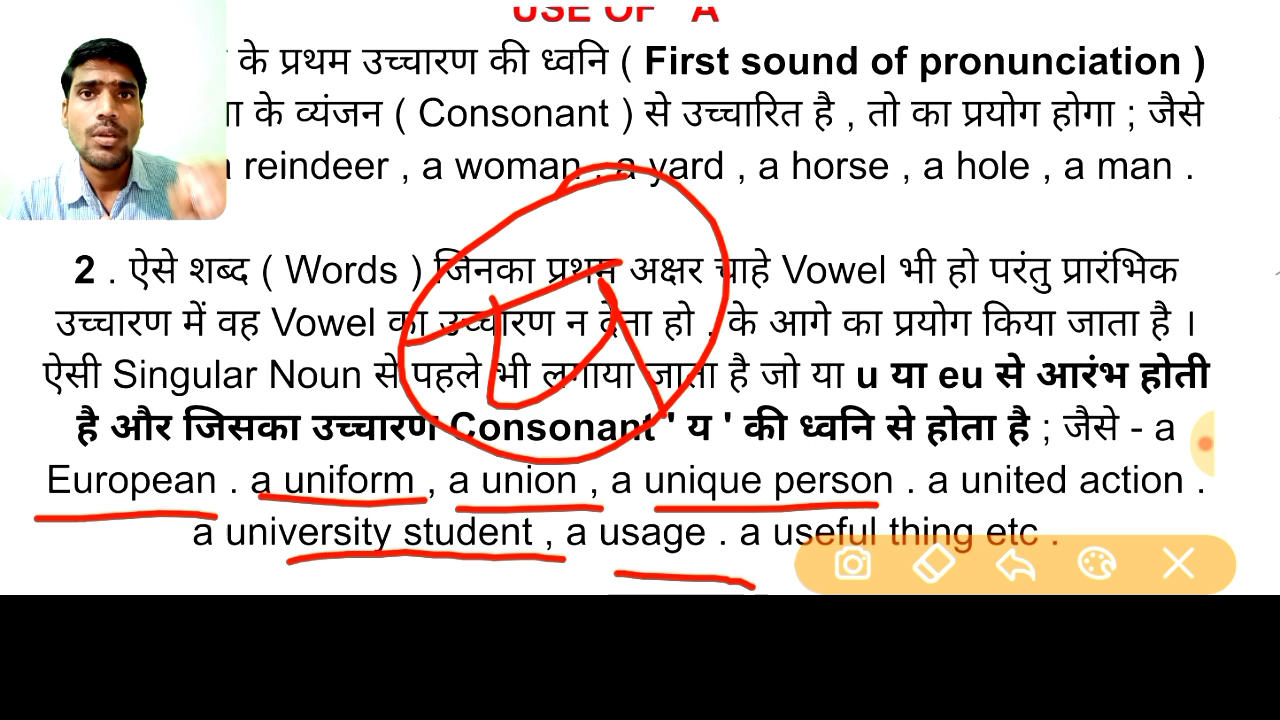 USE OF A
के प्रथम उच्चारण की ध्वनि ( First sound of pronunciation )
के व्यंजन ( Consonant ) से उच्चारित है , तो का प्रयोग होगा ; जैसे
reindeer , a woman , a yard , a horse , a hole , a man .
2 . ऐसे शब्द ( Words ) जिनका प्रथम अक्षर चाहे Vowel भी हो परंतु प्रारंभिक
उच्चारण में वह Vowel का उच्चारण न देता हो , के आगे का प्रयोग किया जाता है ।
ऐसी Singular Noun से पहले भी लगाया जाता है जो या u या eu से आरंभ होती
है और जिसका उच्चारण Consonant ' य ' की ध्वनि से होता है ; जैसे - a
European . a uniform , a union , a unique person . a united action .
a university student , a usage . a useful thing etc .